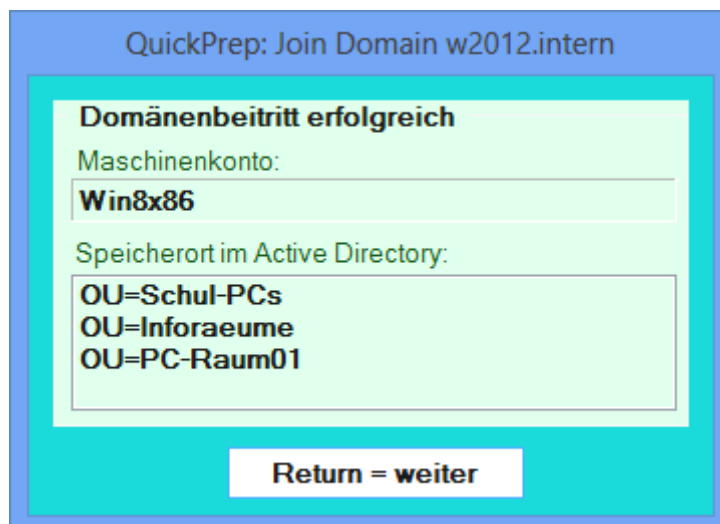 QuickPrep: Join Domain w2012.intern
Domänenbeitritt erfolgreich
Maschinenkonto:
Win8x86
Speicherort im Active Directory:
OU=Schul-PCs
OU=Inforaeume
OU=PC-Raum01
Return = weiter